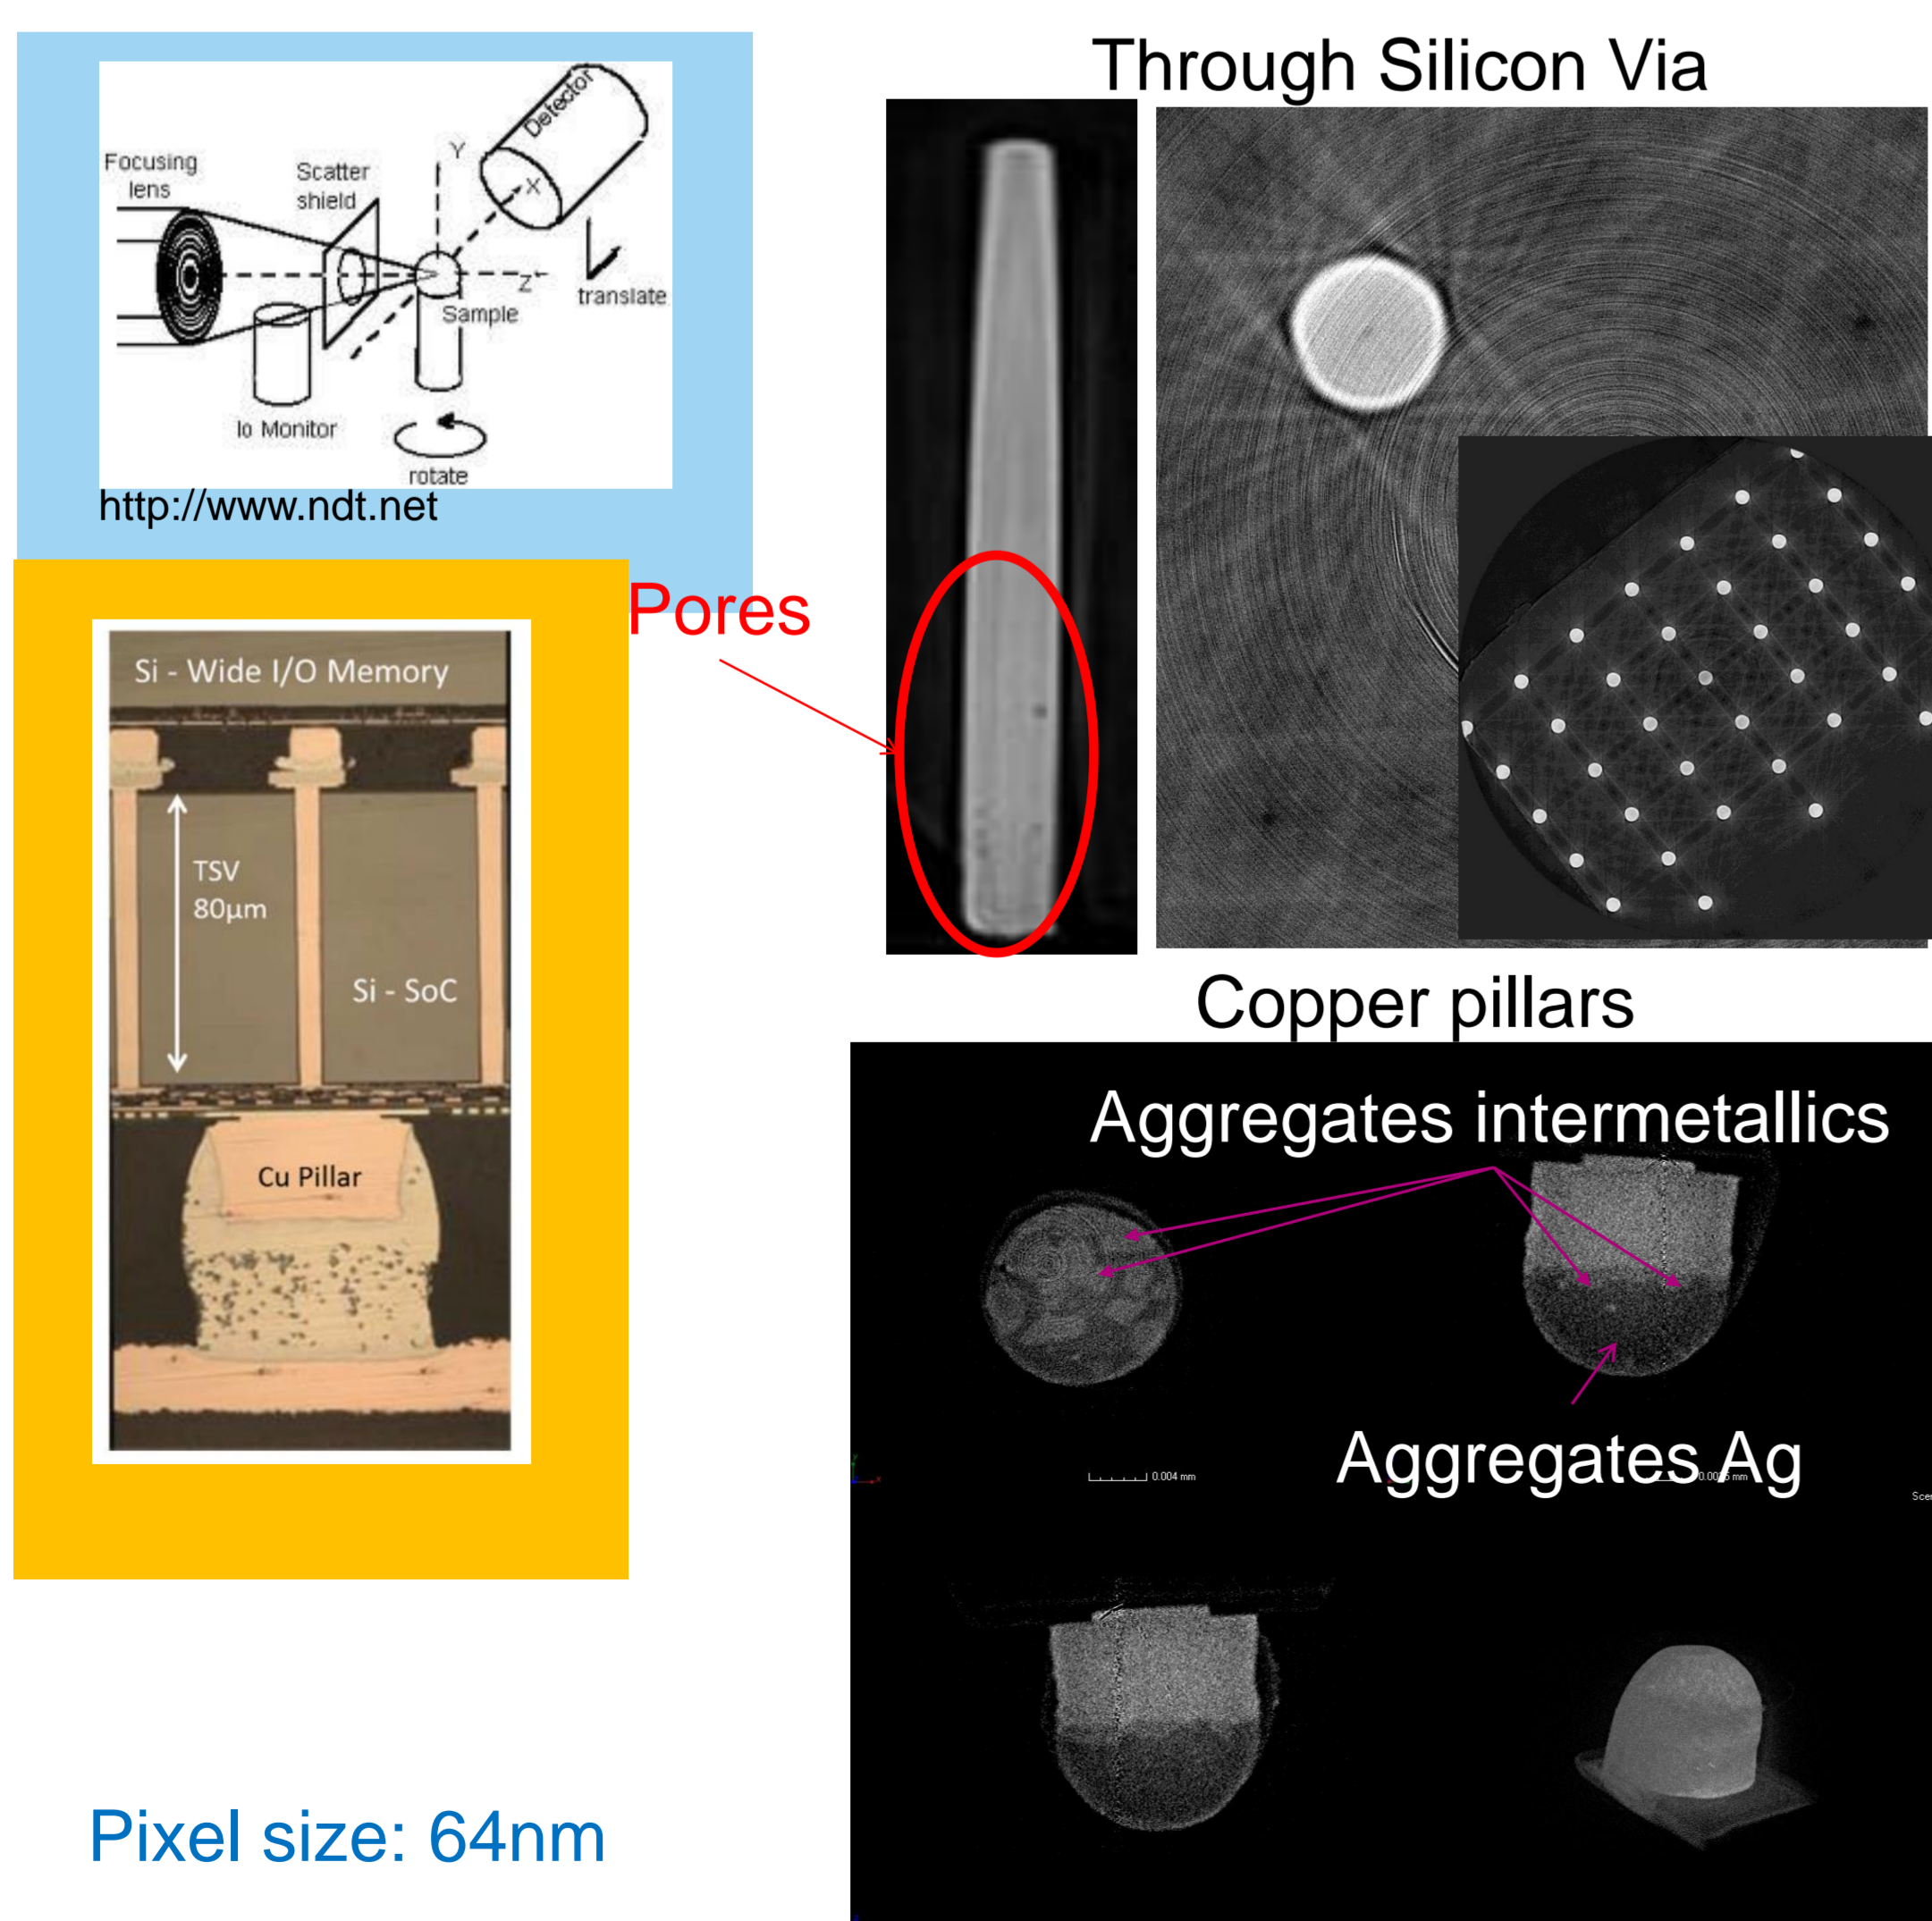 Through Silicon Via
Detector
Focusing
lens
Scatter
shield
Y
X
Z
translate
Sample
Io Monitor
rotate
http://www.ndt.net
Pores
Si - Wide I/O Memory
TSV
80µm
Si - SoC
Cu Pillar
Copper pillars
Aggregates intermetallics
Aggregates Ag
0.004 mm
mm
Pixel size: 64nm